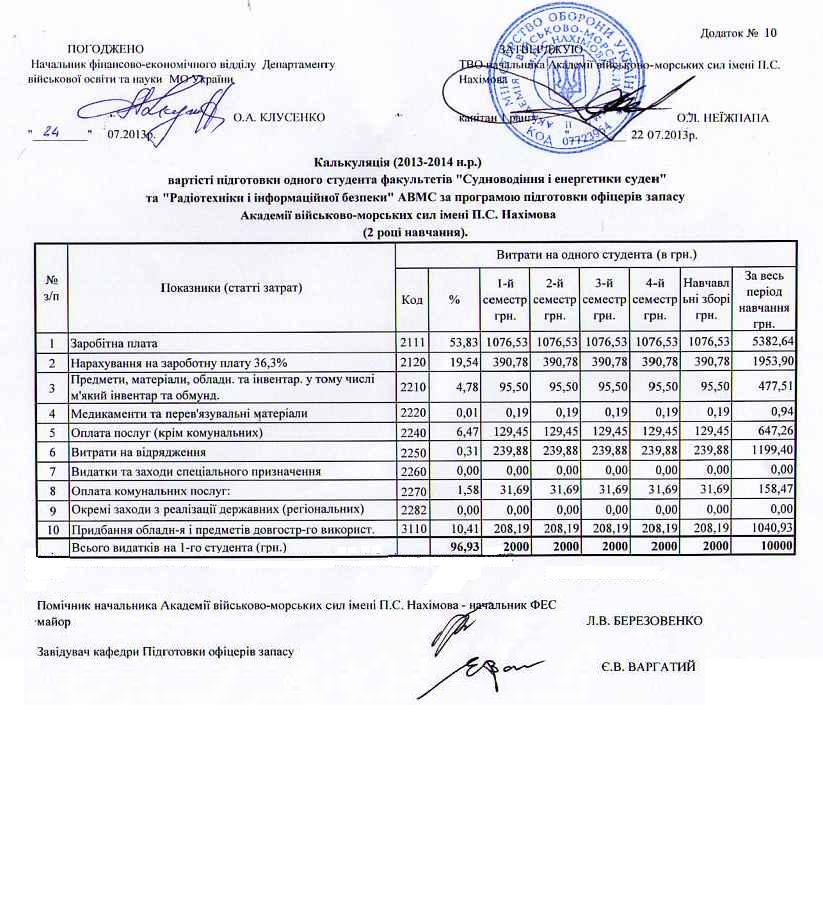 Додаток № 10
ПОГОДЖЕНО
Начальник фінансово-економічного відділу Департаменту
військової освіти та науки МО України
О.А. КЛУСЕНКО
"24" 07.2013р.
ЗАТВЕРДЖУЮ
ТВО начальника Академії військово-морських сил імені П.С.
Нахімова
капітан 1 рангу О.Л. НЕЇЖПАПА
" 22 07.2013р.
МІНІСТЕРСТВО ОБОРОНИ УКРАЇНИ
КОД 07723964
Калькуляція (2013-2014 н.р.)
вартісті підготовки одного студента факультетів "Судноводіння і енергетики суден"
та "Радіотехніки і інформаційної безпеки" АВМС за програмою підготовки офіцерів запасу
Академії військово-морських сил імені П.С. Нахімова
(2 році навчання).
№ з/п Показники (статті затрат) Витрати на одного студента (в грн.)
Код % 1-й семестр грн. 2-й семестр грн. 3-й семестр грн. 4-й семестр грн. Навчавл ьні зборі грн. За весь період навчання грн.
1 Заробітна плата 2111 53,83 1076,53 1076,53 1076,53 1076,53 1076,53 5382,64
2 Нарахування на зароботну плату 36,3% 2120 19,54 390,78 390,78 390,78 390,78 390,78 1953,90
3 Предмети, матеріали, обладн. та інвентар. у тому числі
м'який інвентар та обмунд. 2210 4,78 95,50 95,50 95,50 95,50 95,50 477,51
4 Медикаменти та перев'язувальні матеріали 2220 0,01 0,19 0,19 0,19 0,19 0,19 0,94
5 Оплата послуг (крім комунальних) 2240 6,47 129,45 129,45 129,45 129,45 129,45 647,26
6 Витрати на відрядження 2250 0,31 239,88 239,88 239,88 239,88 239,88 1199,40
7 Видатки та заходи спеціального призначення 2260 0,00 0,00 0,00 0,00 0,00 0,00 0,00
8 Оплата комунальних послуг: 2270 1,58 31,69 31,69 31,69 31,69 31,69 158,47
9 Окремі заходи з реалізації державних (регіональних) 2282 0,00 0,00 0,00 0,00 0,00 0,00 0,00
10 Придбання обладн-я і предметів довгостр-го використ. 3110 10,41 208,19 208,19 208,19 208,19 208,19 1040,93
Всього видатків на 1-го студента (грн.) 96,93 2000 2000 2000 2000 2000 10000
Помічник начальника Академії військово-морських сил імені П.С. Нахімова - начальник ФЕС
майор Л.В. БЕРЕЗОВЕНКО
Завідувач кафедри Підготовки офіцерів запасу
Є.В. ВАРГАТИЙ